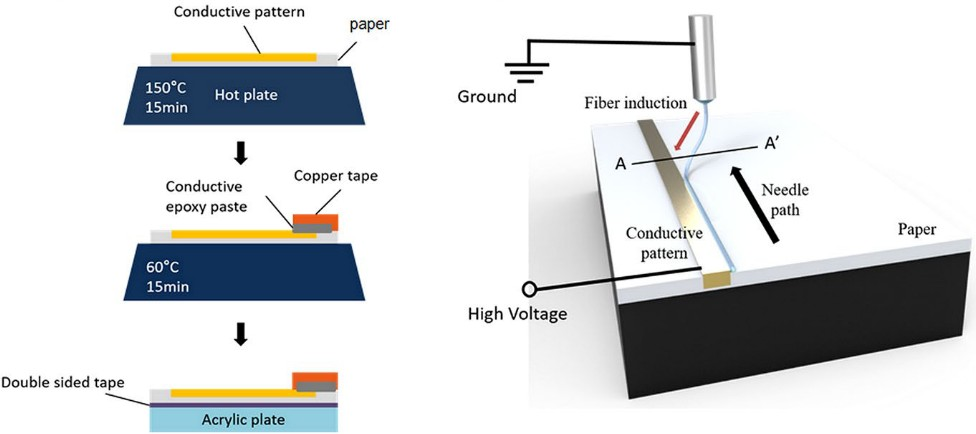 Conductive pattern
paper
150°C
15min
Hot plate
Conductive
epoxy paste
Copper tape
60°C
15min
Double sided tape
Acrylic plate
Ground
Fiber induction
A
A’
Needle
path
Conductive
pattern
Paper
High Voltage